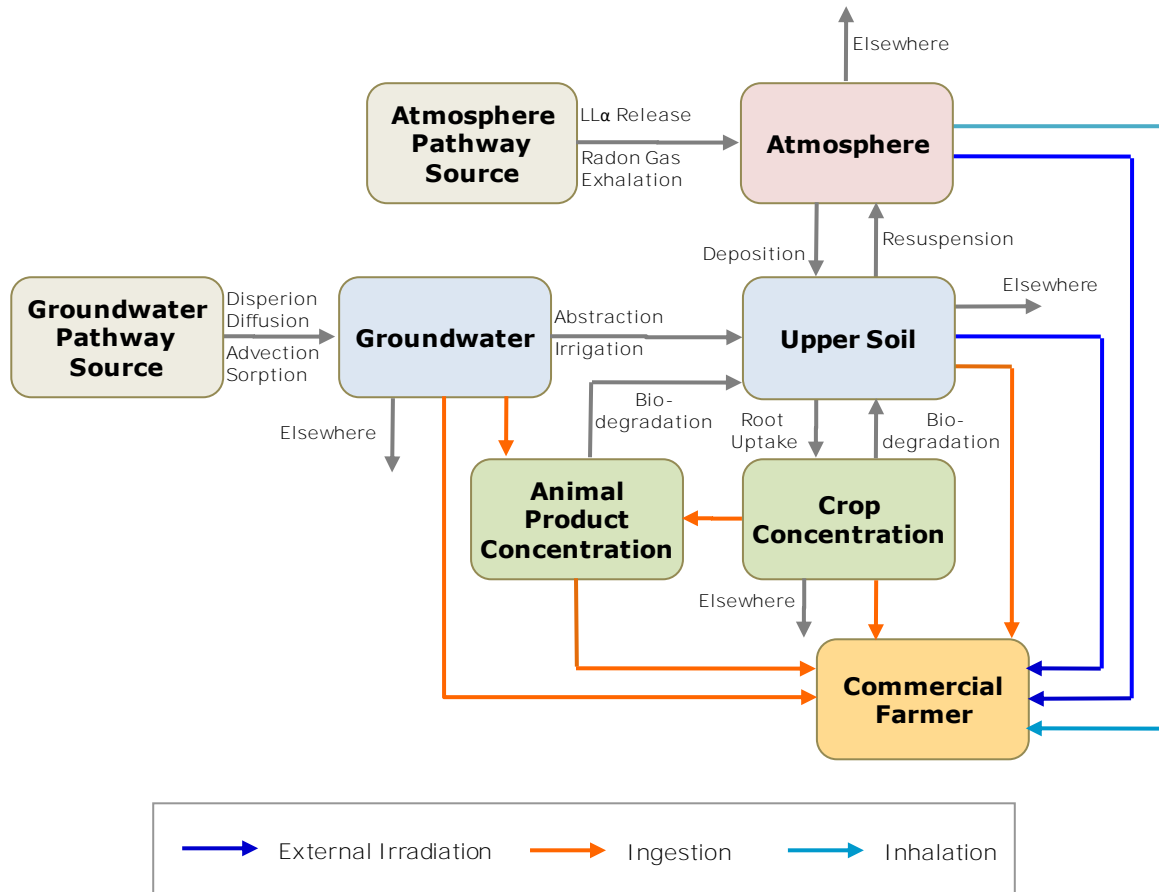 Elsewhere
Atmosphere
Pathway
Source
LLα Release
Radon Gas
Exhalation
Atmosphere
Deposition
Resuspension
Groundwater
Pathway
Source
Disperion
Diffusion
Advection
Sorption
Groundwater
Abstraction
Irrigation
Upper Soil
Elsewhere
Elsewhere
Bio-
degradation
Root
Uptake
Bio-
degradation
Animal
Product
Concentration
Crop
Concentration
Elsewhere
Commercial
Farmer
External Irradiation
Ingestion
Inhalation